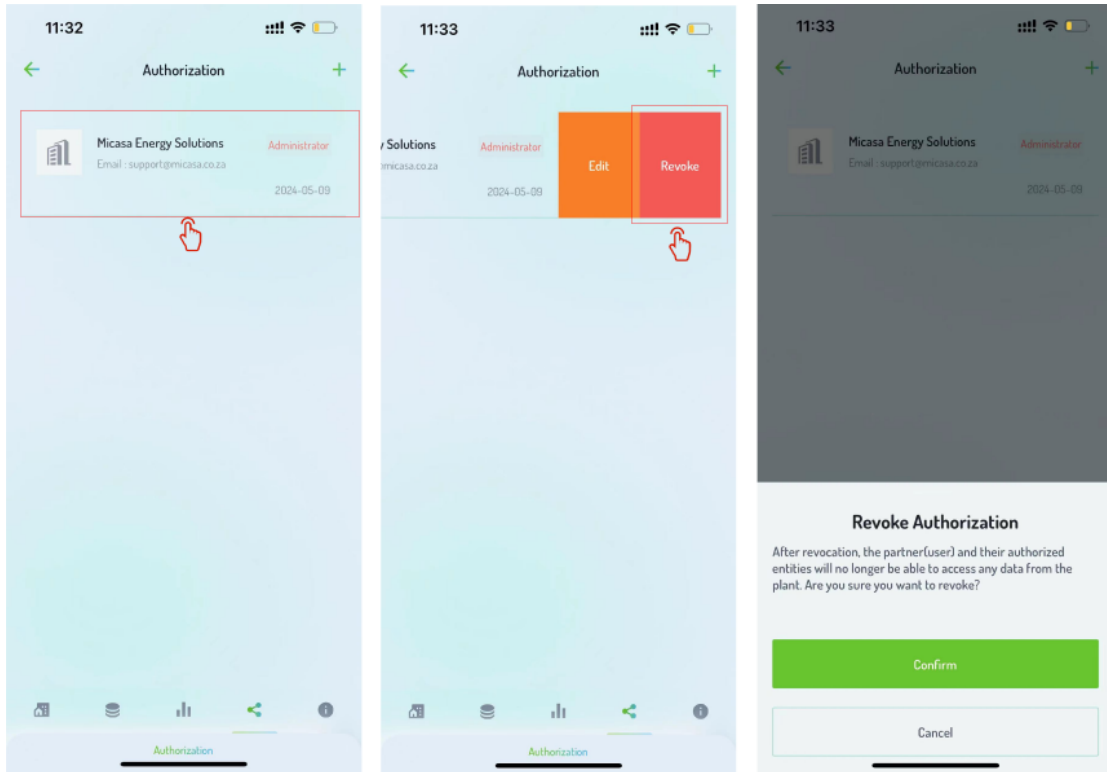 11:32
Authorization
Micasa Energy Solutions
Administrator
Email : support@micasa.co.za
2024-05-09
Authorization
11:33
Authorization
y Solutions
Administrator
omicasa.co.za
2024-05-09
Edit
Revoke
Authorization
11:33
Authorization
Micasa Energy Solutions
Administrator
Email : support@micasa.co.za
2024-05-09
Revoke Authorization
After revocation, the partner(user) and their authorized
entities will no longer be able to access any data from the
plant. Are you sure you want to revoke?
Confirm
Cancel